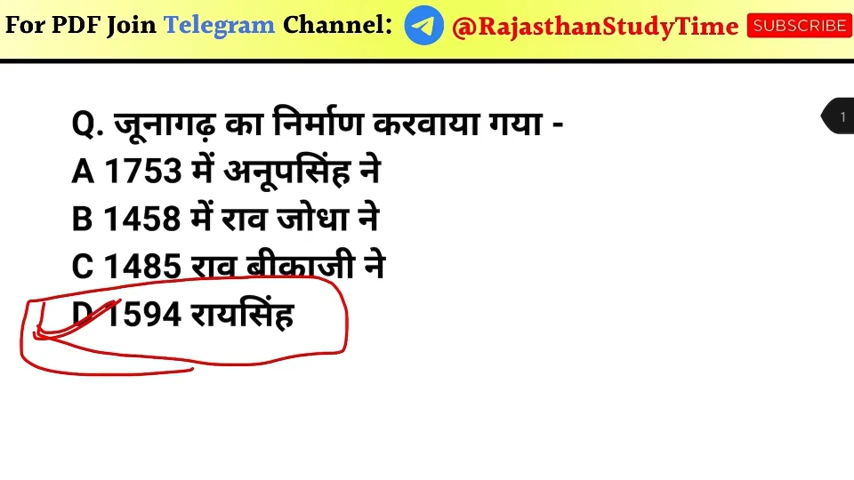 For PDF Join Telegram Channel: @RajasthanStudyTime SUBSCRIBE
1
Q. जूनागढ़ का निर्माण करवाया गया -
A 1753 में अनूपसिंह ने
B 1458 में राव जोधा ने
C 1485 राव बीकाजी ने
D 1594 रायसिंह